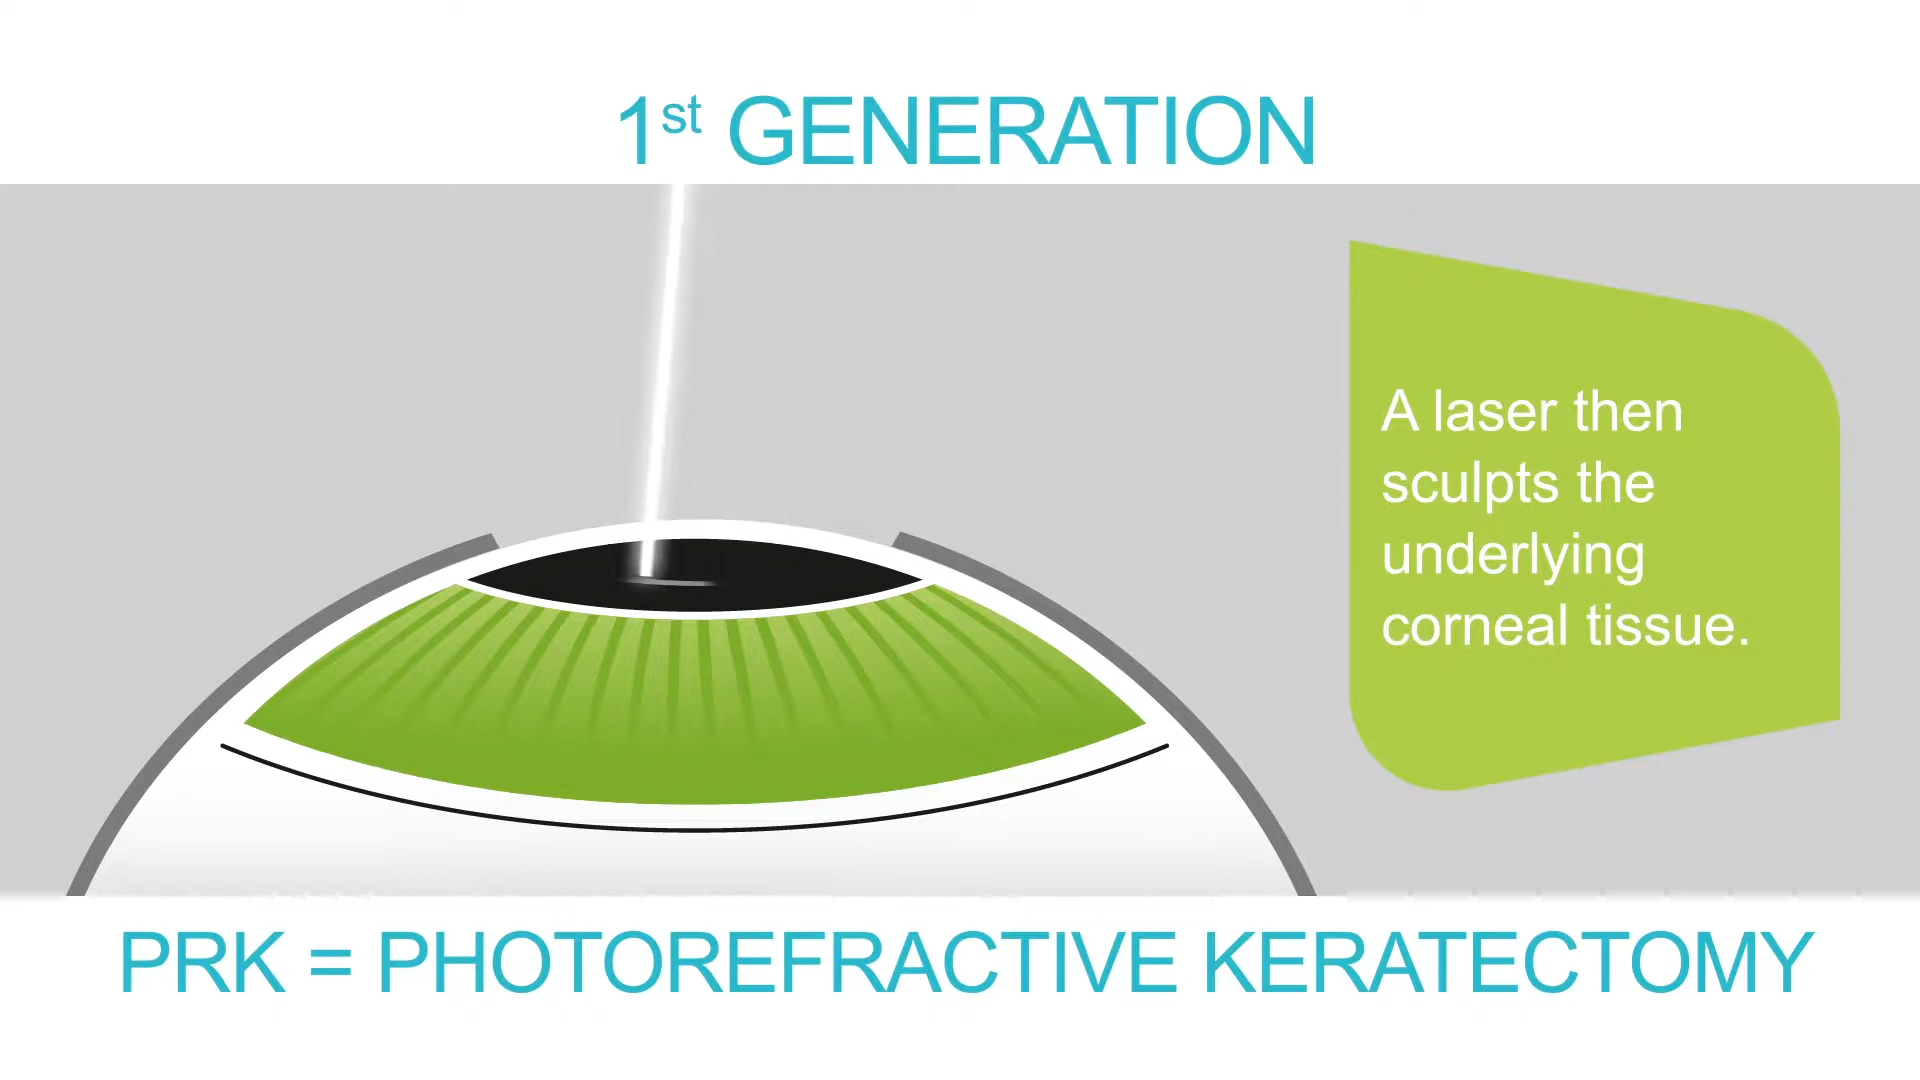 1st GENERATION
A laser then
sculpts the
underlying
corneal tissue.
PRK = PHOTOREFRACTIVE KERATECTOMY